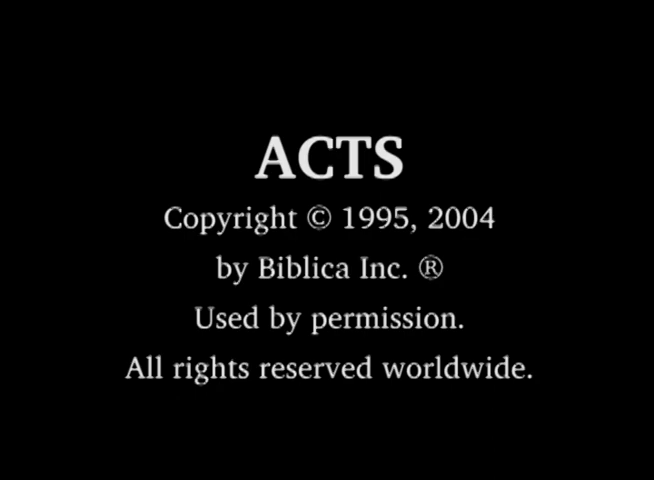 ACTS
Copyright © 1995, 2004
by Biblica Inc. ®
Used by permission.
All rights reserved worldwide.